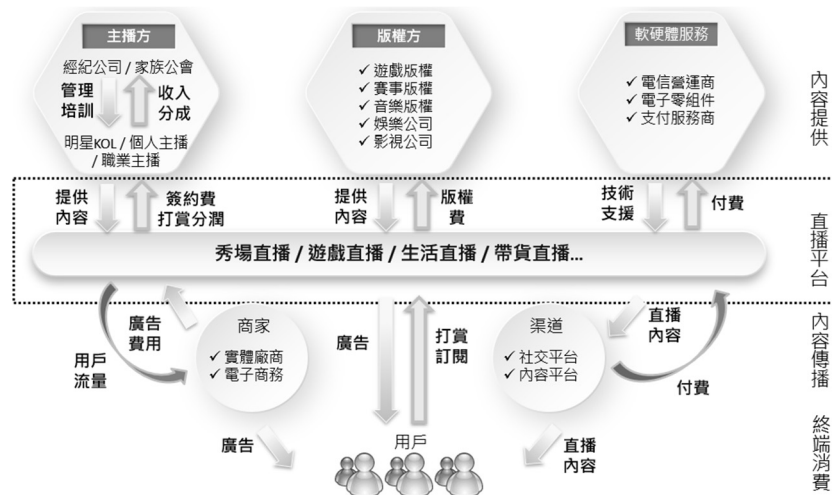 主播方
經紀公司 / 家族公會
管理
培訓
收入
分成
明星KOL / 個人主播
/ 職業主播
版權方
✓ 遊戲版權
✓ 賽事版權
✓ 音樂版權
✓ 娛樂公司
✓ 影視公司
軟硬體服務
✓ 電信營運商
✓ 電子零組件
✓ 支付服務商
內容提供
提供
內容
簽約費
打賞分潤
提供
內容
版權
費
技術
支援
付費
秀場直播 / 遊戲直播 / 生活直播 / 帶貨直播...
直播平台
用戶
流量
廣告
費用
商家
✓ 實體廠商
✓ 電子商務
廣告
打賞
訂閱
渠道
✓ 社交平台
✓ 內容平台
直播
內容
付費
內容傳播
廣告
用戶
直播
內容
終端消費